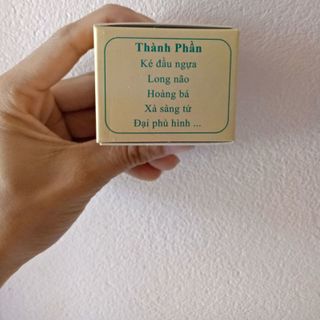 Thành Phần
Ké đầu ngựa
Long não
Hoàng bá
Xà sàng tử
Đại phù hình ...